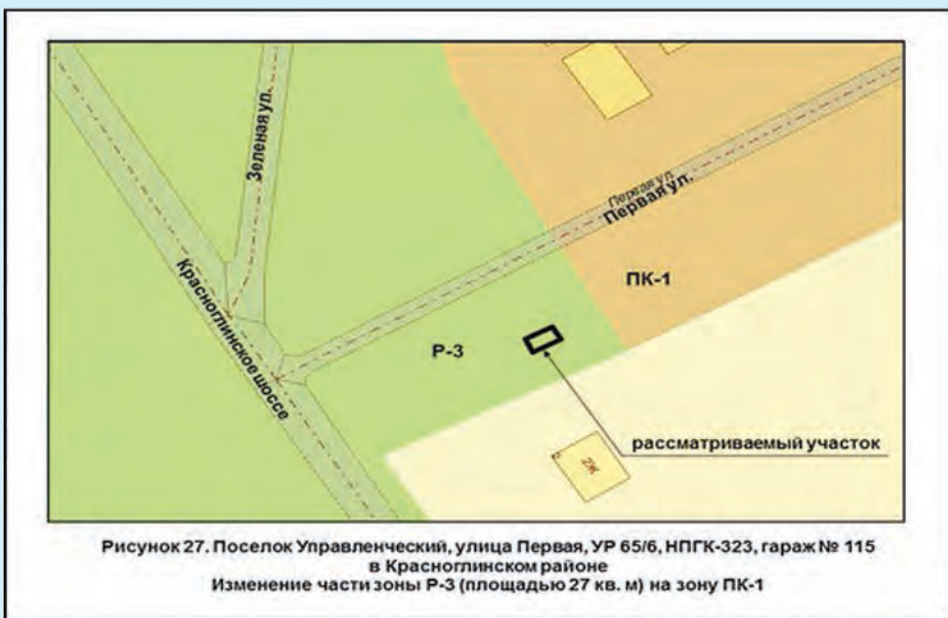 Зеленая ул.
Первая ул.
Первая ул.
Красноглинское шоссе
ПК-1
Р-3
рассматриваемый участок
2Ж
Рисунок 27. Поселок Управленческий, улица Первая, УР 65/6, НПГК-323, гараж № 115
в Красноглинском районе
Изменение части зоны Р-3 (площадью 27 кв. м) на зону ПК-1